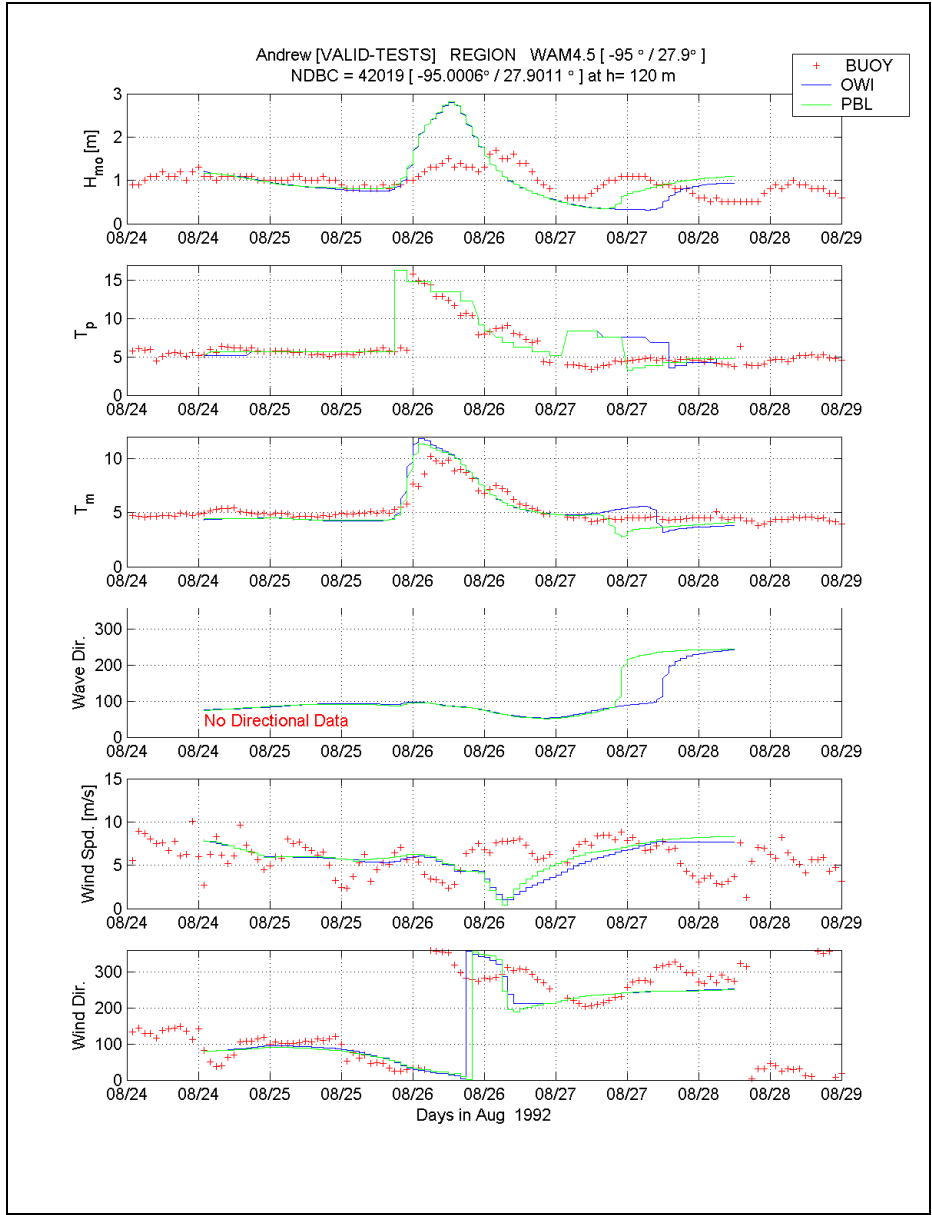 Andrew [VALID-TESTS] REGION WAM4.5 [ -95 ° / 27.9° ]
NDBC = 42019 [ -95.0006° / 27.9011 ° ] at h= 120 m
BUOY
OWI
PBL
H_mo [m]
3
2
1
0
08/24 08/24 08/25 08/25 08/26 08/26 08/27 08/27 08/28 08/28 08/29
T_p
15
10
5
0
08/24 08/24 08/25 08/25 08/26 08/26 08/27 08/27 08/28 08/28 08/29
T_m
10
5
0
08/24 08/24 08/25 08/25 08/26 08/26 08/27 08/27 08/28 08/28 08/29
Wave Dir.
300
200
100
0
No Directional Data
08/24 08/24 08/25 08/25 08/26 08/26 08/27 08/27 08/28 08/28 08/29
Wind Spd. [m/s]
15
10
5
0
08/24 08/24 08/25 08/25 08/26 08/26 08/27 08/27 08/28 08/28 08/29
Wind Dir.
300
200
100
0
08/24 08/24 08/25 08/25 08/26 08/26 08/27 08/27 08/28 08/28 08/29
Days in Aug 1992